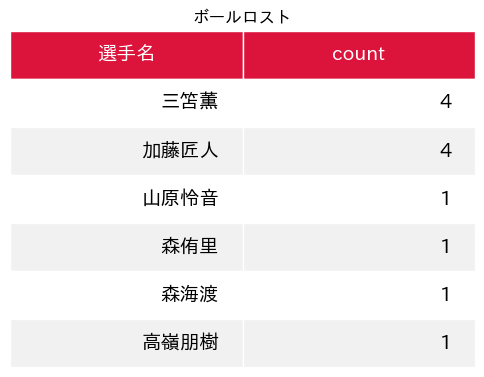 ボールロスト
選手名 count
三笘薫 4
加藤匠人 4
山原怜音 1
森侑里 1
森海渡 1
高嶺朋樹 1